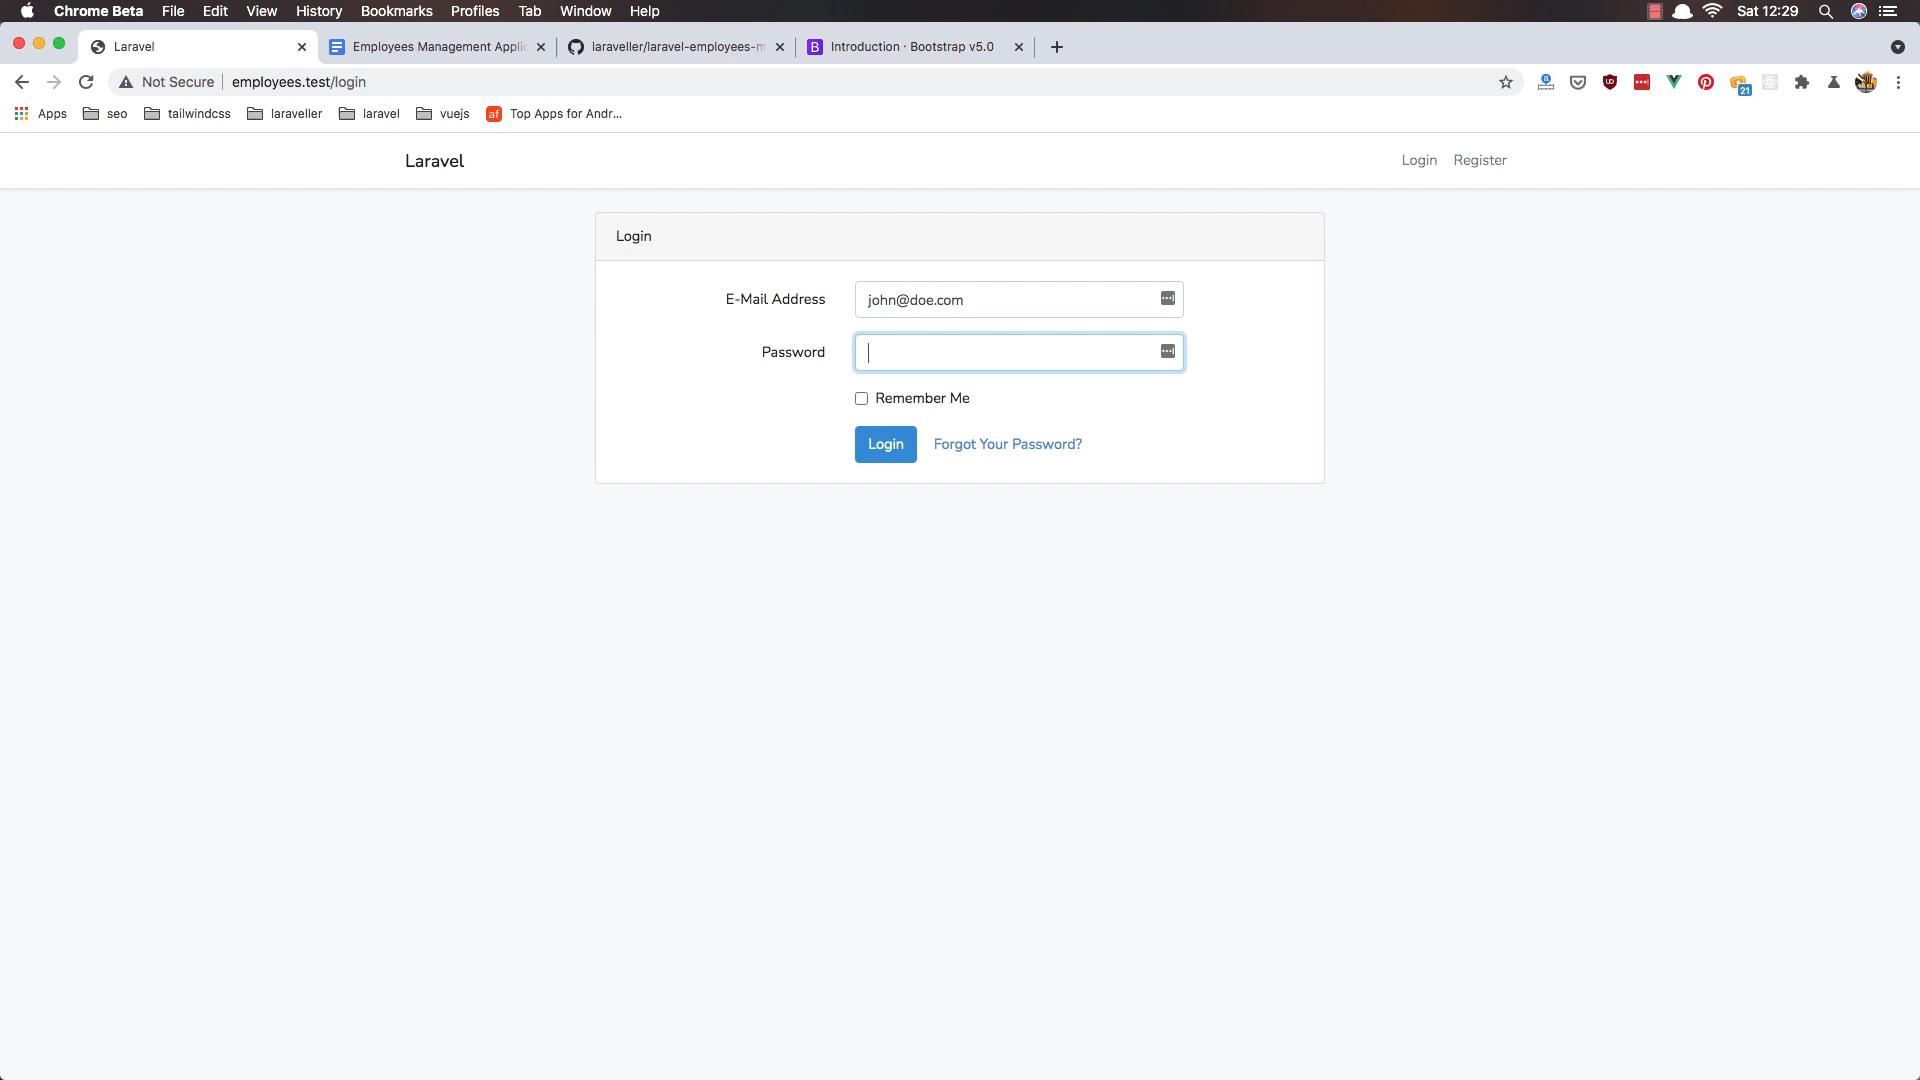 Chrome Beta File Edit View History Bookmarks Profiles Tab Window Help Sat 12:29
Laravel Employees Management Applic laraveller/laravel-employees-m Introduction · Bootstrap v5.0
Not Secure employees.test/login 21
Apps seo tailwindcss laraveller laravel vuejs af Top Apps for Andr...
Laravel Login Register
Login
E-Mail Address john@doe.com
Password
Remember Me
Login Forgot Your Password?